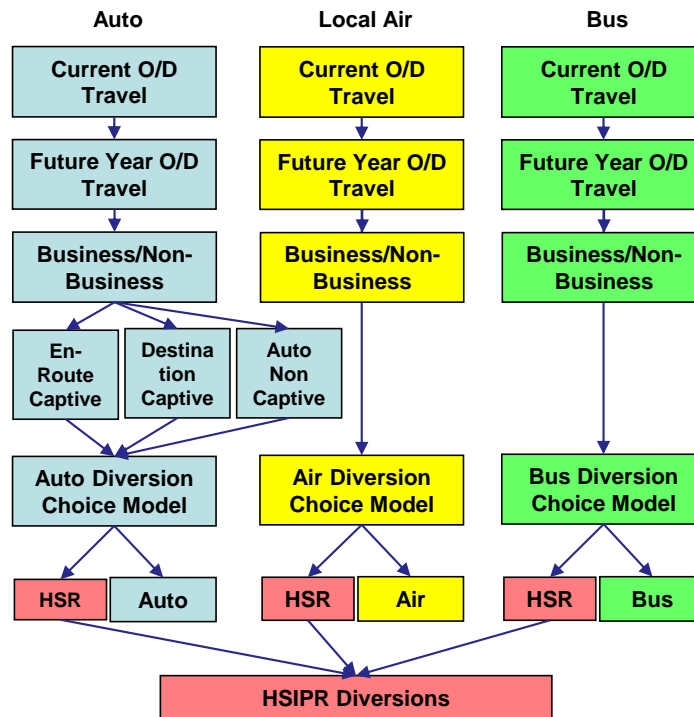 Auto
Local Air
Bus
Current O/D
Travel
Current O/D
Travel
Current O/D
Travel
Future Year O/D
Travel
Future Year O/D
Travel
Future Year O/D
Travel
Business/Non-
Business
Business/Non-
Business
Business/Non-
Business
En-
Route
Captive
Destina
tion
Captive
Auto
Non
Captive
Auto Diversion
Choice Model
Air Diversion
Choice Model
Bus Diversion
Choice Model
HSR
Auto
HSR
Air
HSR
Bus
HSIPR Diversions